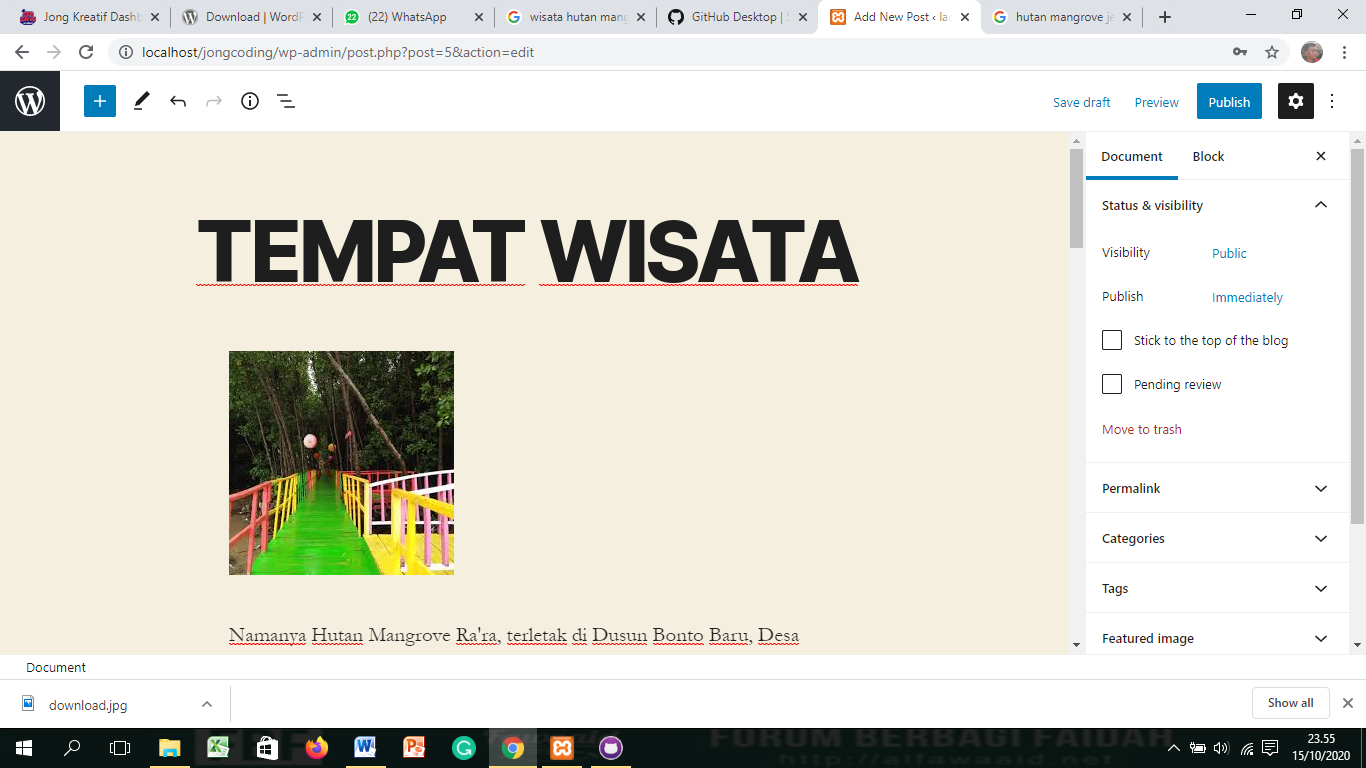 Jong Kreatif Dashb
Download | WordP
(22) WhatsApp
wisata hutan mang
GitHub Desktop | S
Add New Post ‹ la
hutan mangrove je
localhost/jongcoding/wp-admin/post.php?post=5&action=edit
Save draft
Preview
Publish
Document
Block
TEMPAT WISATA
Status & visibility
Visibility
Public
Publish
Immediately
Stick to the top of the blog
Pending review
Move to trash
Permalink
Categories
Tags
Featured image
Namanya Hutan Mangrove Ra'ra, terletak di Dusun Bonto Baru, Desa
Document
download.jpg
Show all
FORUM BERBAGI FAIDAH
http://alfawaaid.net
23.55
15/10/2020